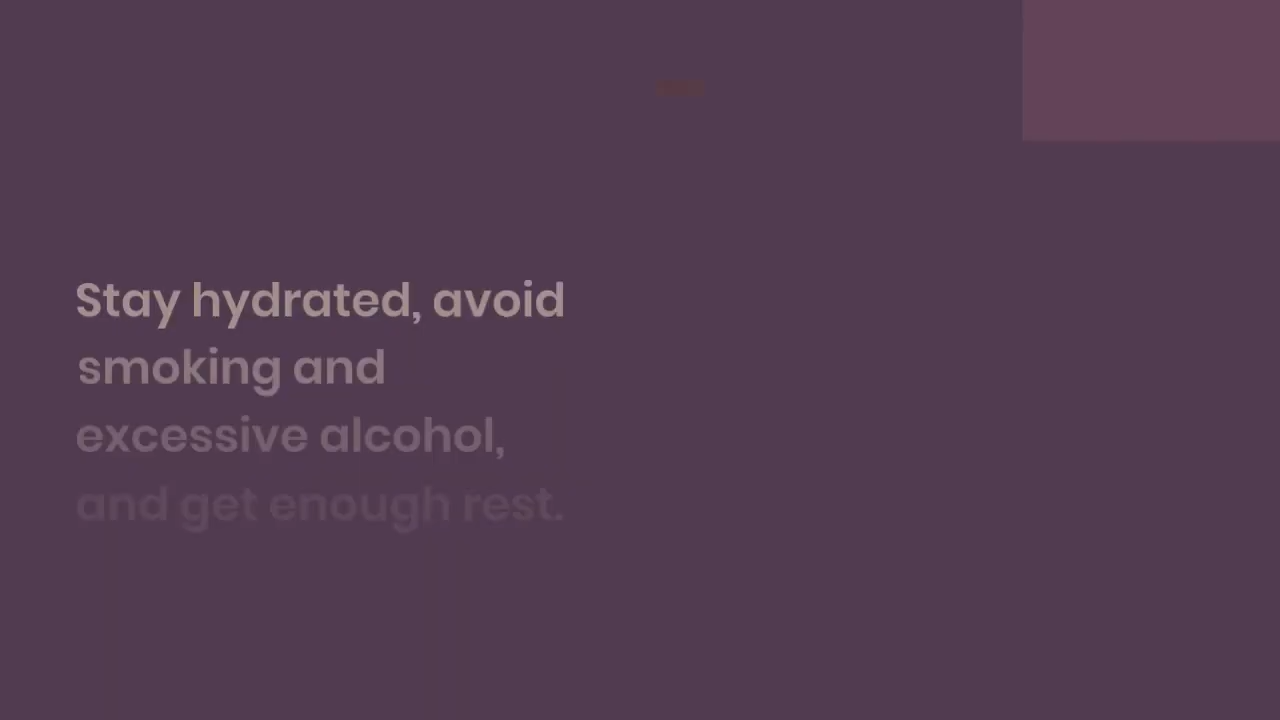 Stay hydrated, avoid
smoking and
excessive alcohol,
and get enough rest.